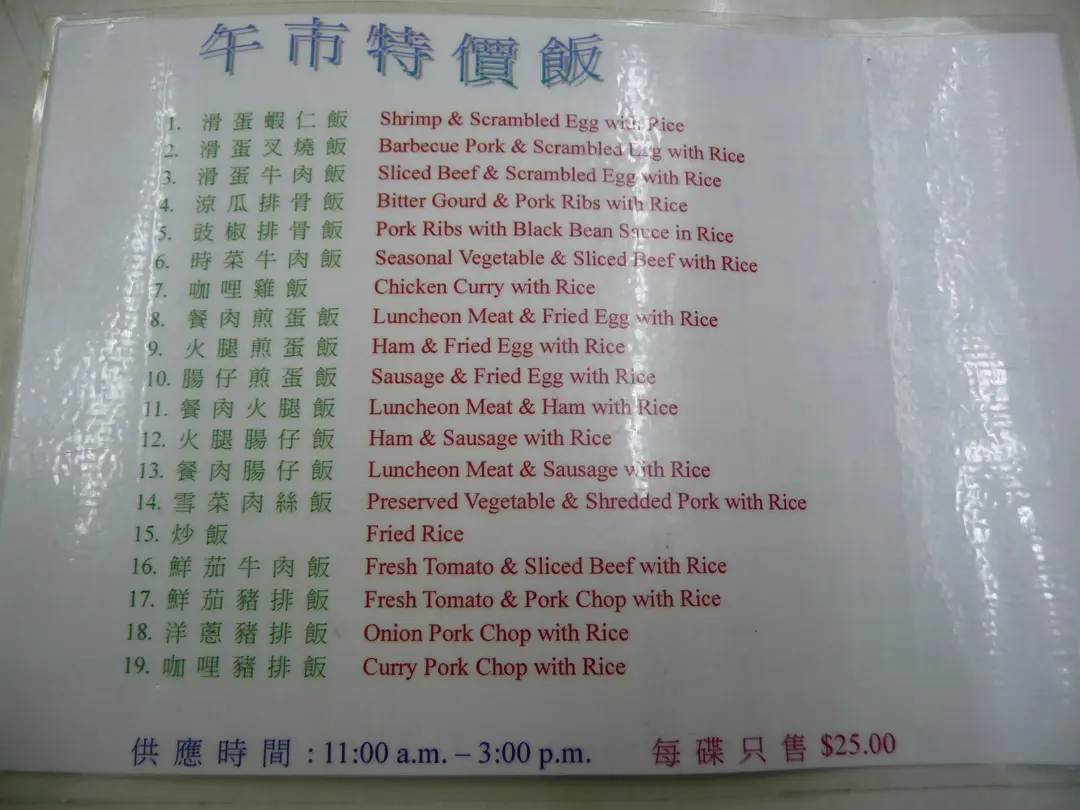 午市特價飯
1. 滑蛋蝦仁飯 Shrimp & Scrambled Egg with Rice
2. 滑蛋叉燒飯 Barbecue Pork & Scrambled Egg with Rice
3. 滑蛋牛肉飯 Sliced Beef & Scrambled Egg with Rice
4. 涼瓜排骨飯 Bitter Gourd & Pork Ribs with Rice
5. 豉椒排骨飯 Pork Ribs with Black Bean Sauce in Rice
6. 時菜牛肉飯 Seasonal Vegetable & Sliced Beef with Rice
7. 咖哩雞飯 Chicken Curry with Rice
8. 餐肉煎蛋飯 Luncheon Meat & Fried Egg with Rice
9. 火腿煎蛋飯 Ham & Fried Egg with Rice
10. 腸仔煎蛋飯 Sausage & Fried Egg with Rice
11. 餐肉火腿飯 Luncheon Meat & Ham with Rice
12. 火腿腸仔飯 Ham & Sausage with Rice
13. 餐肉腸仔飯 Luncheon Meat & Sausage with Rice
14. 雪菜肉絲飯 Preserved Vegetable & Shredded Pork with Rice
15. 炒飯 Fried Rice
16. 鮮茄牛肉飯 Fresh Tomato & Sliced Beef with Rice
17. 鮮茄豬排飯 Fresh Tomato & Pork Chop with Rice
18. 洋蔥豬排飯 Onion Pork Chop with Rice
19. 咖哩豬排飯 Curry Pork Chop with Rice
供應時間 : 11:00 a.m. – 3:00 p.m. 每碟只售 $25.00